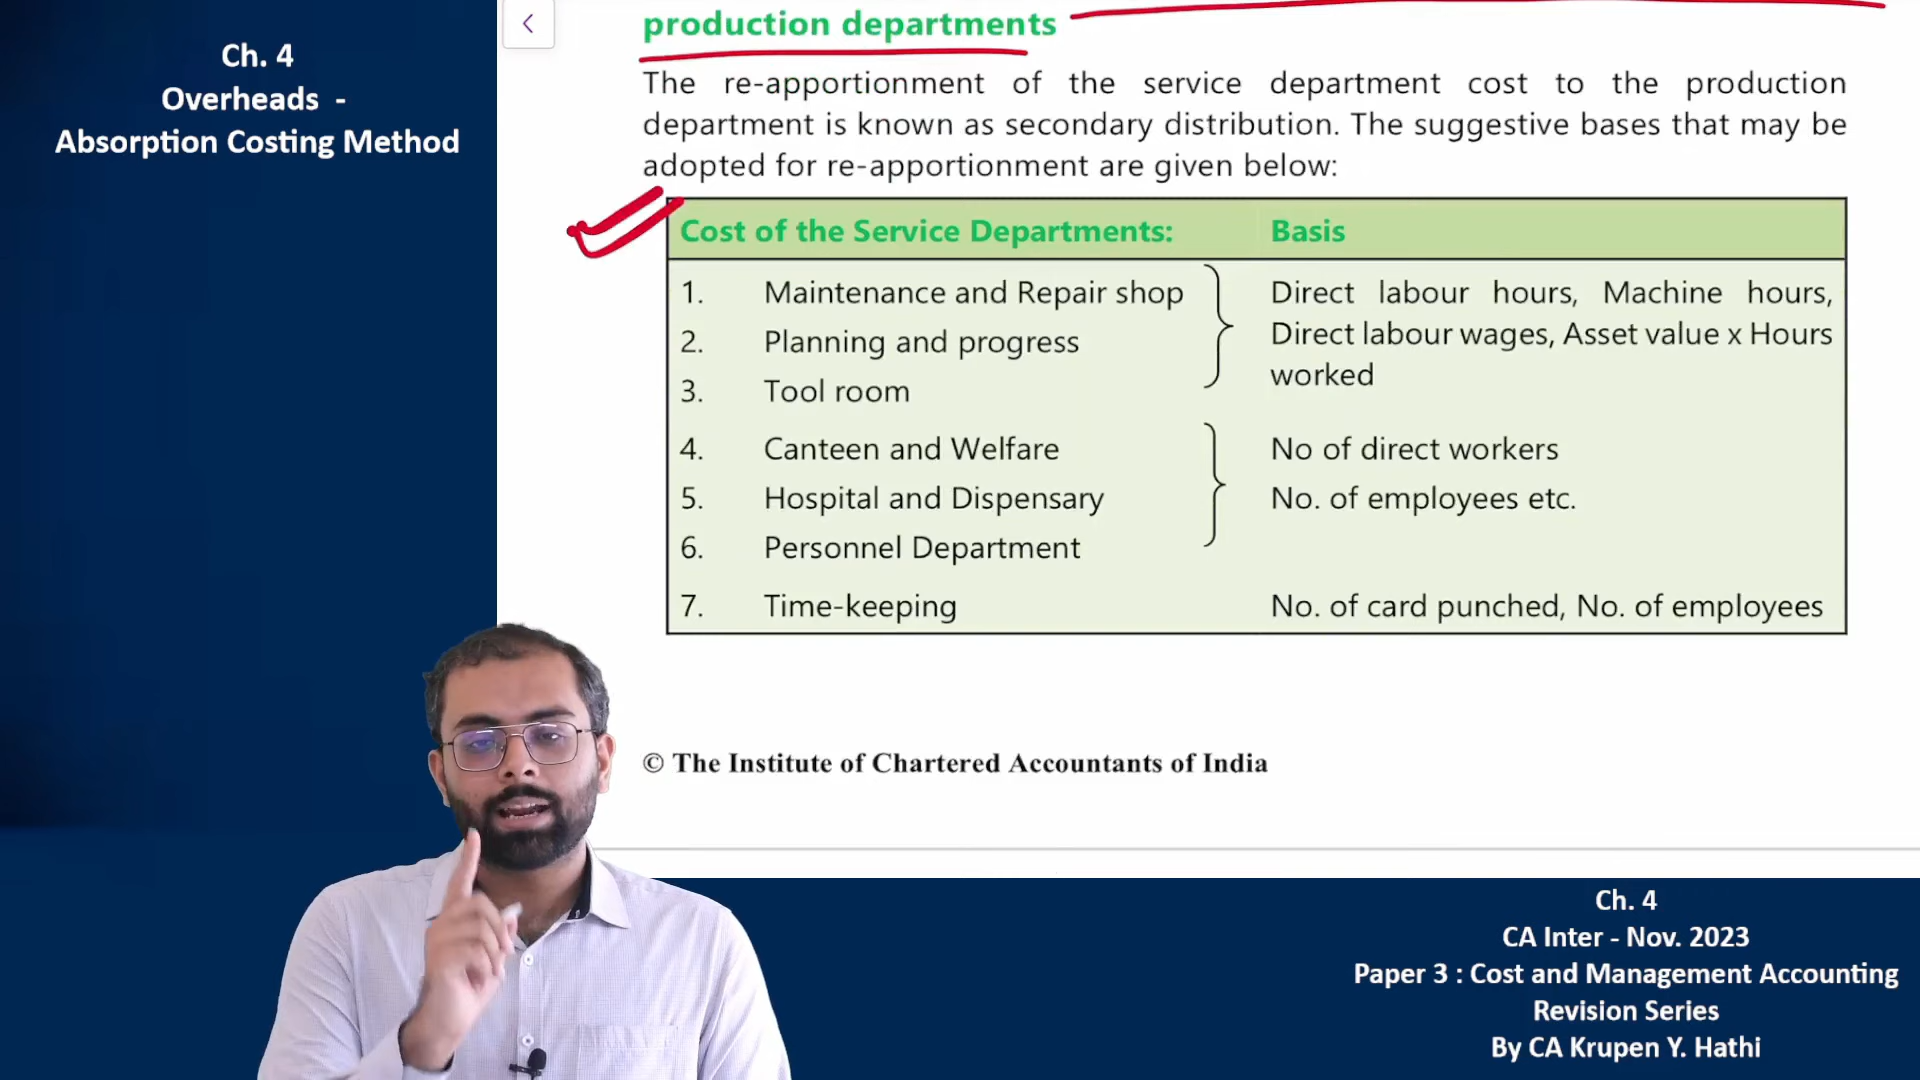 Ch. 4
Overheads -
Absorption Costing Method
production departments
The re-apportionment of the service department cost to the production
department is known as secondary distribution. The suggestive bases that may be
adopted for re-apportionment are given below:
Cost of the Service Departments: Basis
1. Maintenance and Repair shop Direct labour hours, Machine hours,
2. Planning and progress Direct labour wages, Asset value x Hours
worked
3. Tool room
4. Canteen and Welfare No of direct workers
5. Hospital and Dispensary No. of employees etc.
6. Personnel Department
7. Time-keeping No. of card punched, No. of employees
© The Institute of Chartered Accountants of India
Ch. 4
CA Inter - Nov. 2023
Paper 3 : Cost and Management Accounting
Revision Series
By CA Krupen Y. Hathi